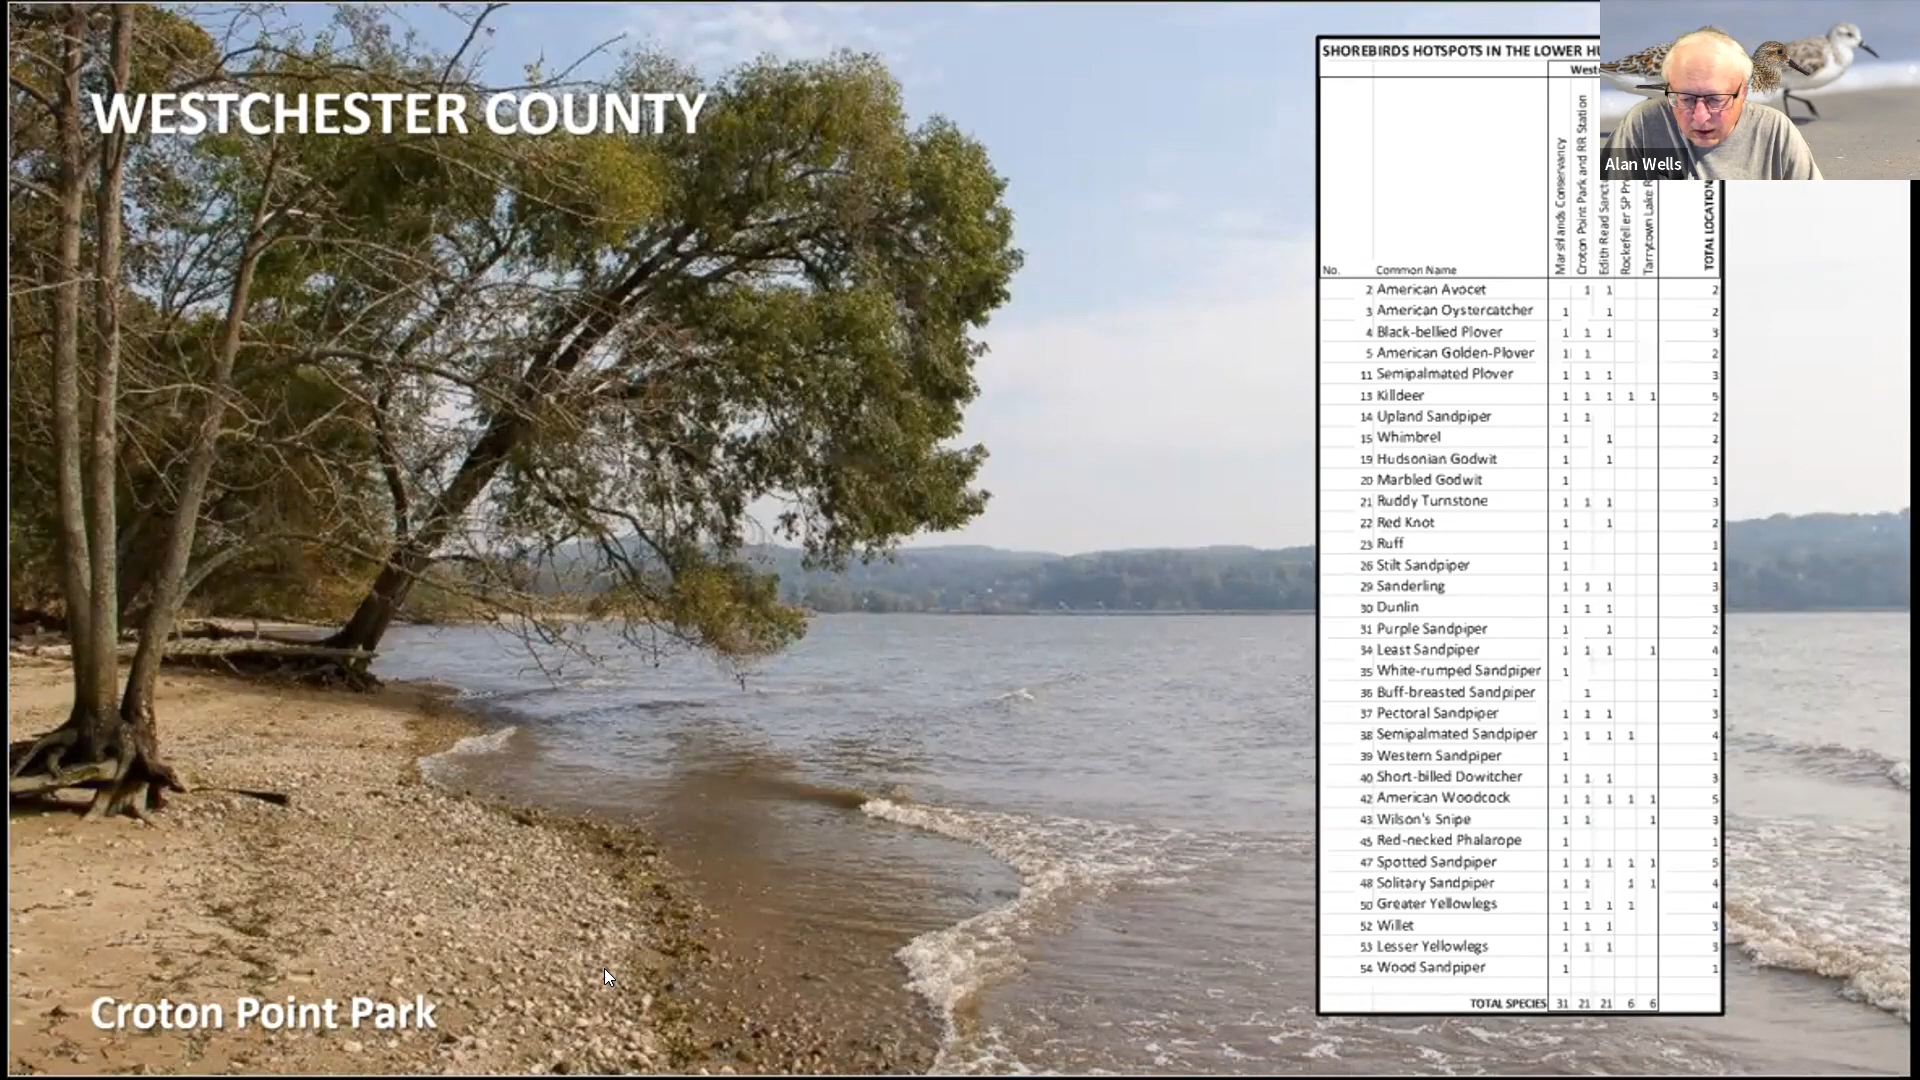 WESTCHESTER COUNTY
Croton Point Park
SHOREBIRDS HOTSPOTS IN THE LOWER
Alan Wells
No. Common Name Marshlands Conservancy Croton Point Park and RR Station Edith Read Rockefeller SP Tarrytown Lake TOTAL
2 American Avocet 1 1 2
3 American Oystercatcher 1 1 2
4 Black-bellied Plover 1 1 1 3
5 American Golden-Plover 1 1 2
11 Semipalmated Plover 1 1 1 3
13 Killdeer 1 1 1 1 1 5
14 Upland Sandpiper 1 1 2
15 Whimbrel 1 1 2
19 Hudsonian Godwit 1 1 2
20 Marbled Godwit 1 1
21 Ruddy Turnstone 1 1 1 3
22 Red Knot 1 1 2
23 Ruff 1 1
26 Stilt Sandpiper 1 1
29 Sanderling 1 1 1 3
30 Dunlin 1 1 1 3
31 Purple Sandpiper 1 1 2
34 Least Sandpiper 1 1 1 1 4
35 White-rumped Sandpiper 1 1
36 Buff-breasted Sandpiper 1 1
37 Pectoral Sandpiper 1 1 1 3
38 Semipalmated Sandpiper 1 1 1 1 4
39 Western Sandpiper 1 1
40 Short-billed Dowitcher 1 1 1 3
42 American Woodcock 1 1 1 1 1 5
43 Wilson's Snipe 1 1 1 3
45 Red-necked Phalarope 1 1
47 Spotted Sandpiper 1 1 1 1 1 5
48 Solitary Sandpiper 1 1 1 1 4
50 Greater Yellowlegs 1 1 1 1 4
52 Willet 1 1 1 3
53 Lesser Yellowlegs 1 1 1 3
54 Wood Sandpiper 1 1
TOTAL SPECIES 31 21 21 6 6